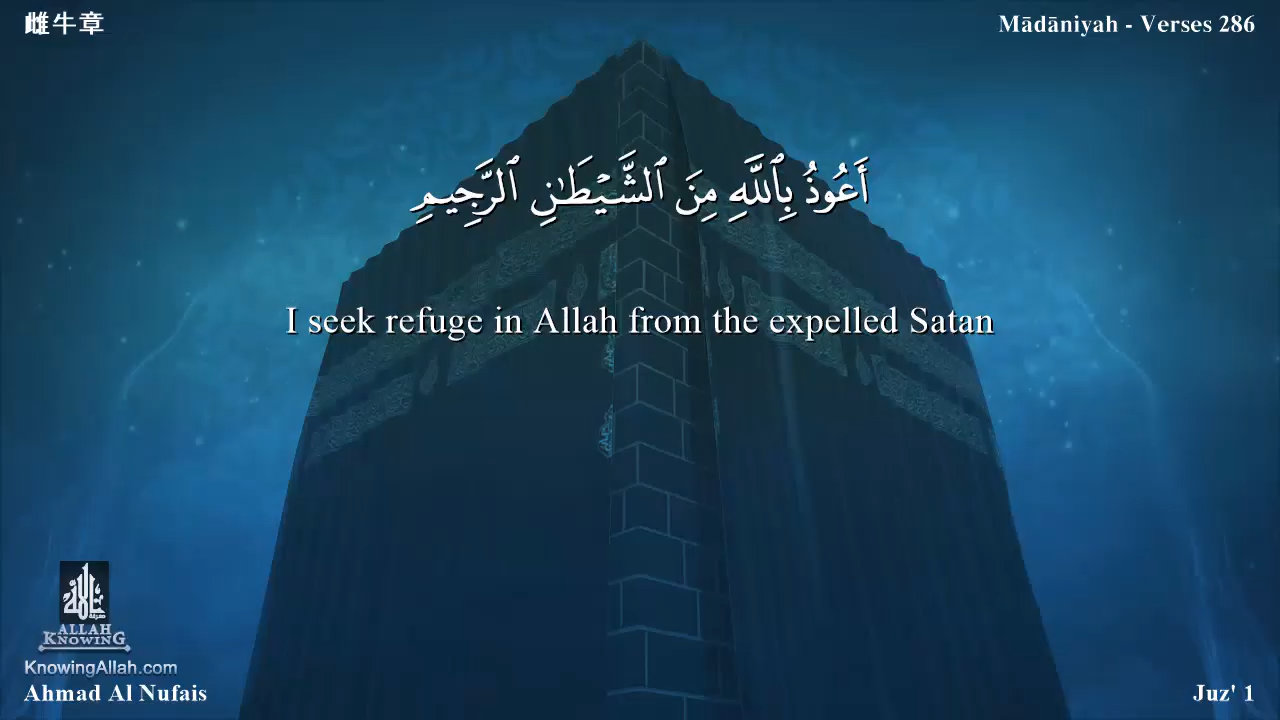 雌牛章
Mādāniyah - Verses 286
أَعُوذُ بِٱللَّهِ مِنَ ٱلشَّيْطَـٰنِ ٱلرَّجِيمِ
I seek refuge in Allah from the expelled Satan
ALLAH
KNOWING
KnowingAllah.com
Ahmad Al Nufais
Juz' 1